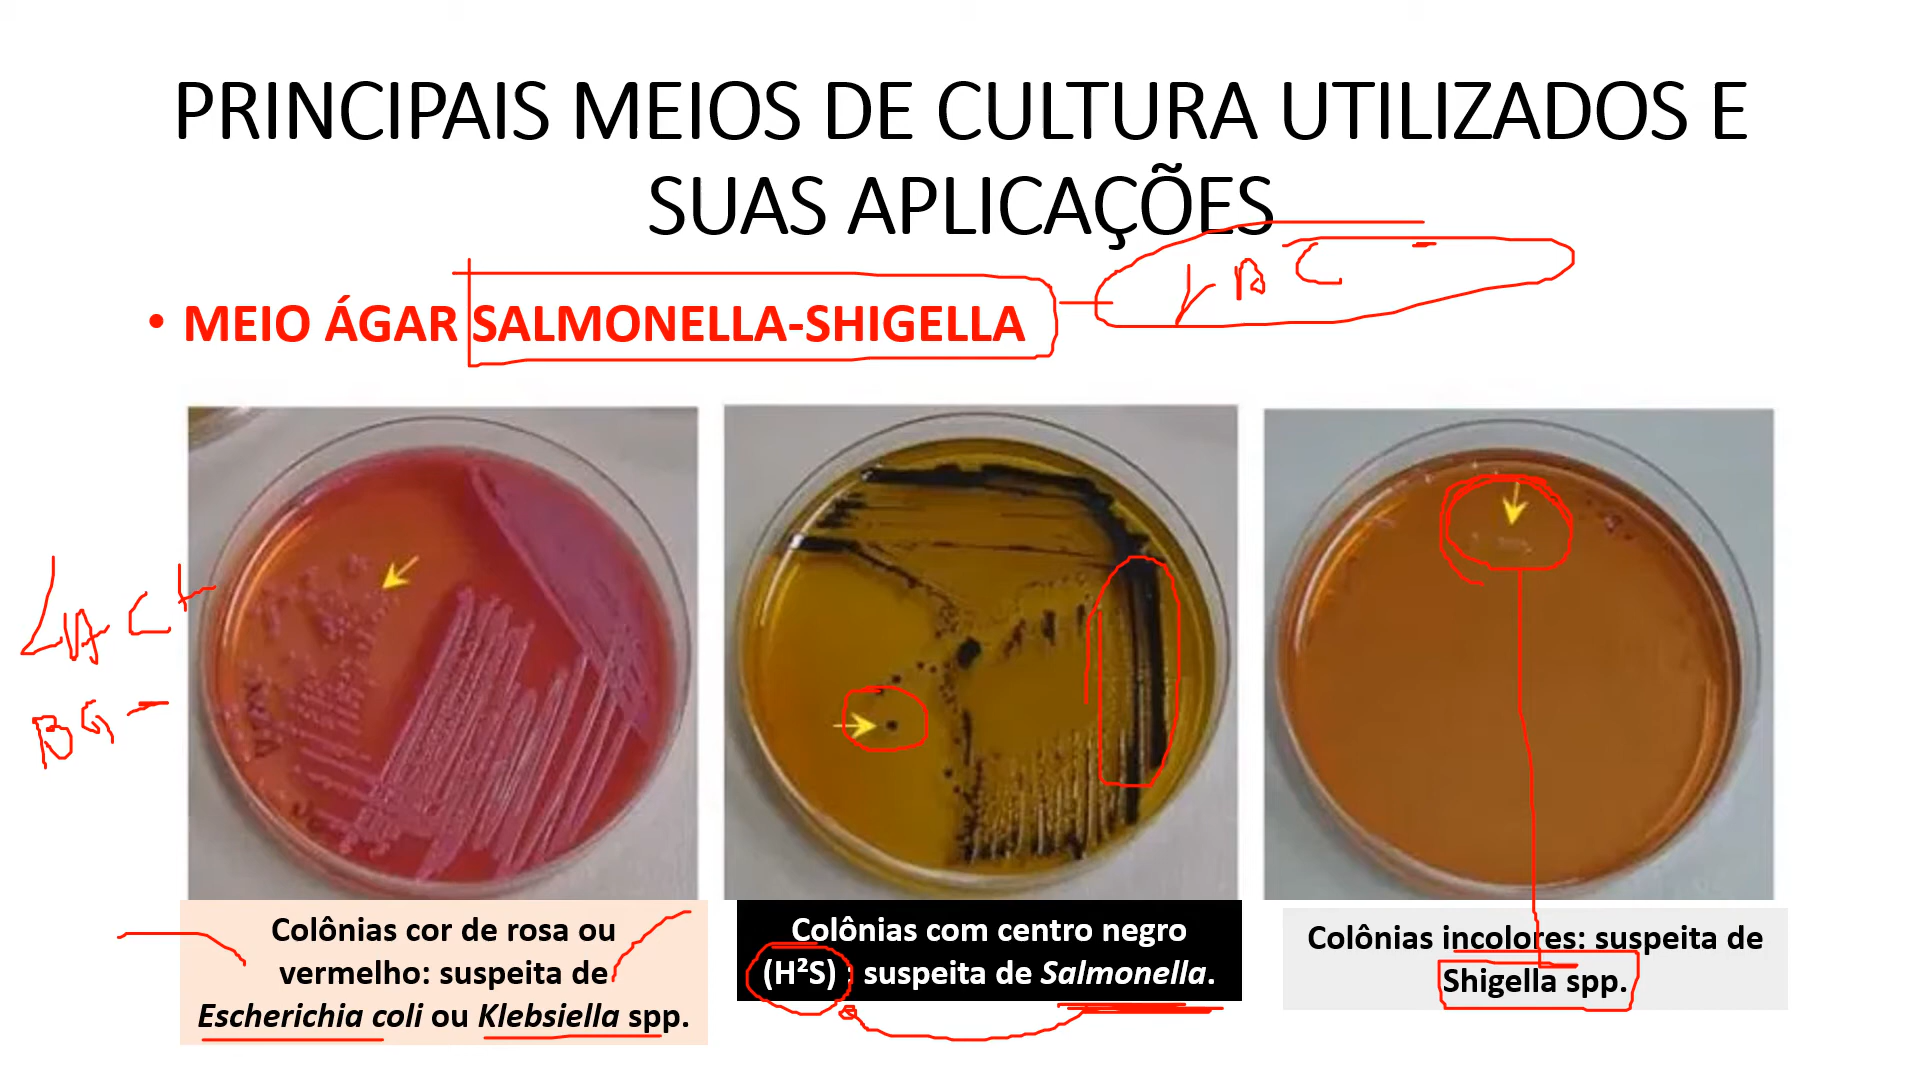 PRINCIPAIS MEIOS DE CULTURA UTILIZADOS E
SUAS APLICAÇÕES
• MEIO ÁGAR SALMONELLA-SHIGELLA
LAC +
BG -
Colônias cor de rosa ou
vermelho: suspeita de
Escherichia coli ou Klebsiella spp.
Colônias com centro negro
(H²S) : suspeita de Salmonella.
Colônias incolores: suspeita de
Shigella spp.